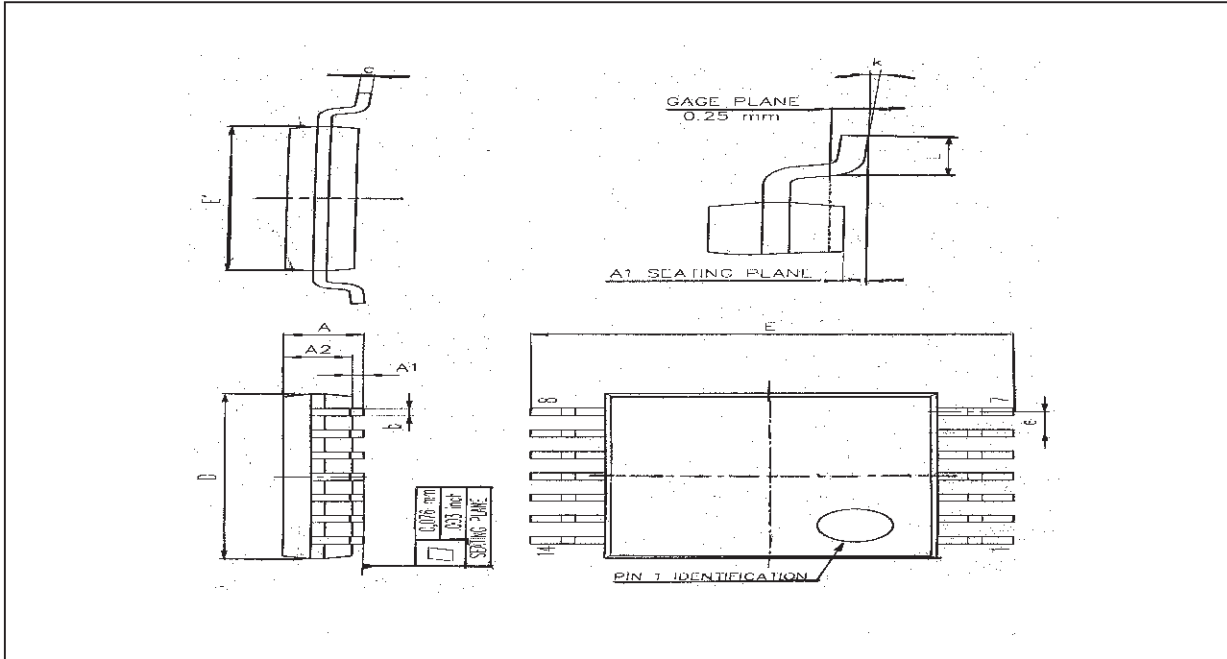 c
k
GAGE PLANE
0.25 mm
L
E'
A1 SEATING PLANE
A
A2
A1
b
D
0,076 mm
.003 inch
SEATING PLANE
E
8
7
e
14
1
PIN 1 IDENTIFICATION